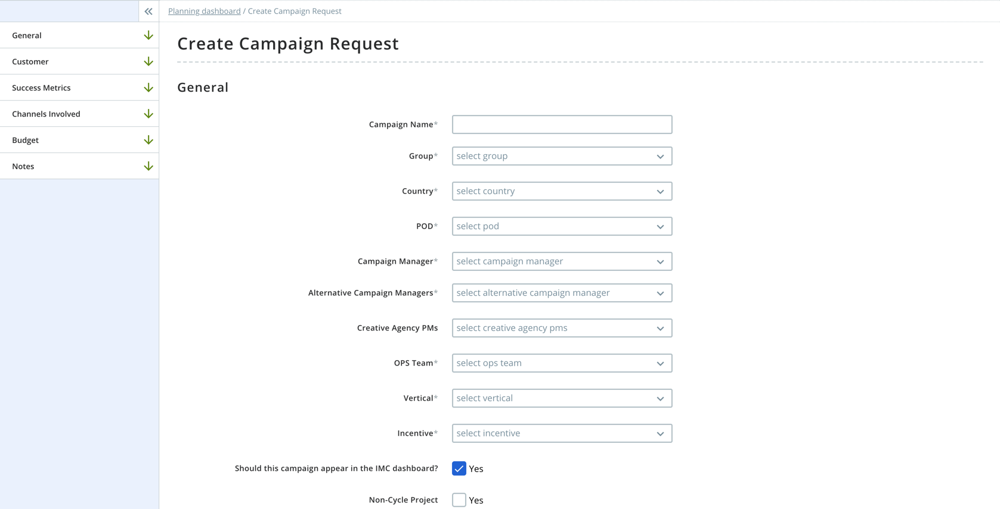 Planning dashboard / Create Campaign Request
General
Customer
Success Metrics
Channels Involved
Budget
Notes
Create Campaign Request
General
Campaign Name*
Group* select group
Country* select country
POD* select pod
Campaign Manager* select campaign manager
Alternative Campaign Managers* select alternative campaign manager
Creative Agency PMs select creative agency pms
OPS Team* select ops team
Vertical* select vertical
Incentive* select incentive
Should this campaign appear in the IMC dashboard? Yes
Non-Cycle Project Yes